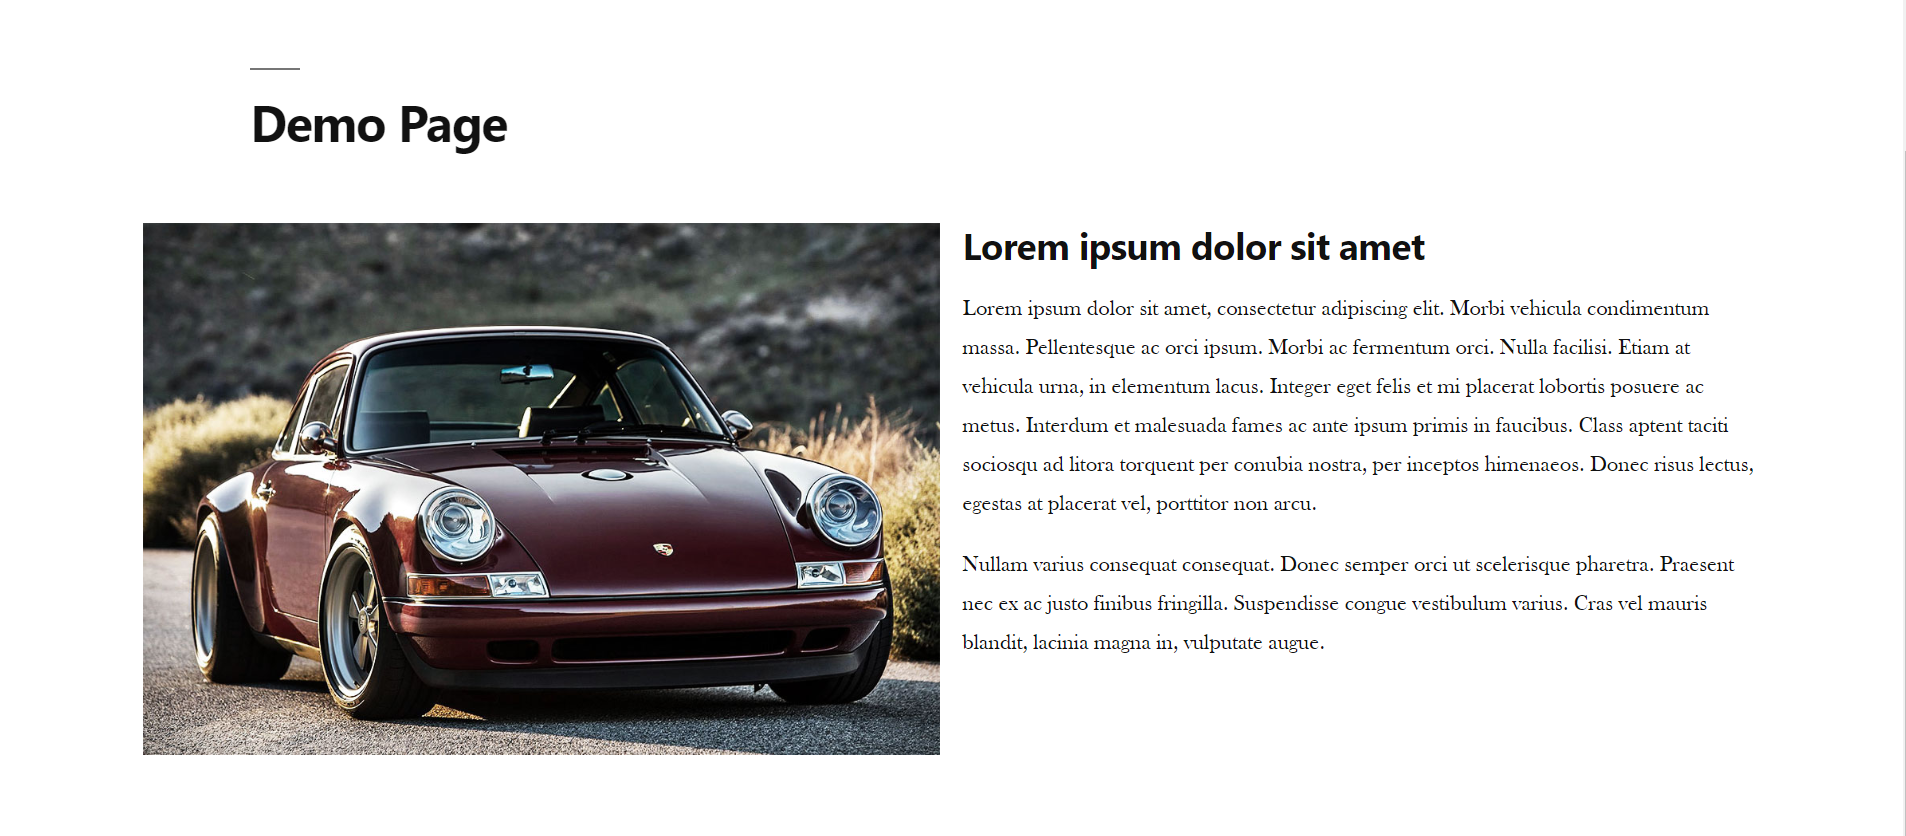 Demo Page
Lorem ipsum dolor sit amet
Lorem ipsum dolor sit amet, consectetur adipiscing elit. Morbi vehicula condimentum
massa. Pellentesque ac orci ipsum. Morbi ac fermentum orci. Nulla facilisi. Etiam at
vehicula urna, in elementum lacus. Integer eget felis et mi placerat lobortis posuere ac
metus. Interdum et malesuada fames ac ante ipsum primis in faucibus. Class aptent taciti
sociosqu ad litora torquent per conubia nostra, per inceptos himenaeos. Donec risus lectus,
egestas at placerat vel, porttitor non arcu.
Nullam varius consequat consequat. Donec semper orci ut scelerisque pharetra. Praesent
nec ex ac justo finibus fringilla. Suspendisse congue vestibulum varius. Cras vel mauris
blandit, lacinia magna in, vulputate augue.